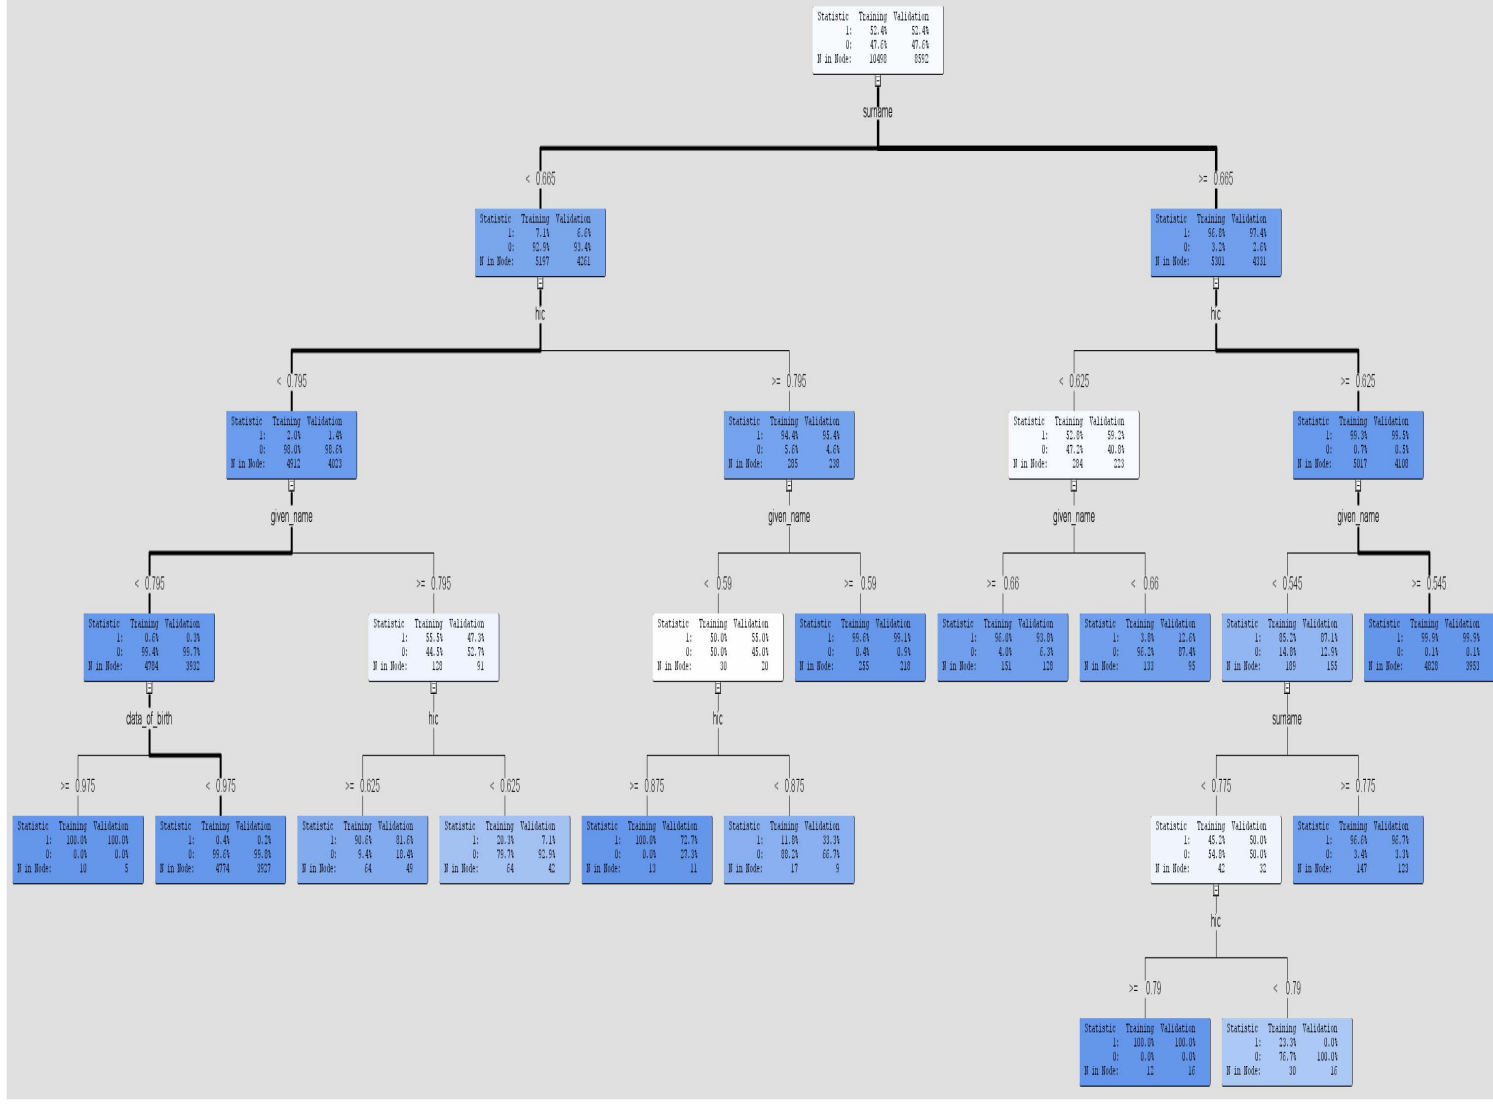 Statistic Training Validation
1: 52.4% 52.4%
0: 47.6% 47.6%
N in Node: 10498 8592
surname
< 0.665
>= 0.665
Statistic Training Validation
1: 7.1% 6.6%
0: 92.9% 93.4%
N in Node: 5197 4261
Statistic Training Validation
1: 96.8% 97.4%
0: 3.2% 2.6%
N in Node: 5301 4331
hic
hic
< 0.795
>= 0.795
< 0.625
>= 0.625
Statistic Training Validation
1: 2.0% 1.4%
0: 98.0% 98.6%
N in Node: 4912 4023
Statistic Training Validation
1: 94.4% 95.4%
0: 5.6% 4.6%
N in Node: 285 238
Statistic Training Validation
1: 52.8% 59.2%
0: 47.2% 40.8%
N in Node: 284 223
Statistic Training Validation
1: 99.3% 99.5%
0: 0.7% 0.5%
N in Node: 5017 4108
given_name
given_name
given_name
given_name
< 0.795
>= 0.795
< 0.59
>= 0.59
>= 0.66
< 0.66
< 0.545
>= 0.545
Statistic Training Validation
1: 0.6% 0.3%
0: 99.4% 99.7%
N in Node: 4784 3932
Statistic Training Validation
1: 55.5% 47.3%
0: 44.5% 52.7%
N in Node: 128 91
Statistic Training Validation
1: 50.0% 55.0%
0: 50.0% 45.0%
N in Node: 30 20
Statistic Training Validation
1: 99.6% 99.1%
0: 0.4% 0.9%
N in Node: 255 218
Statistic Training Validation
1: 96.0% 93.8%
0: 4.0% 6.3%
N in Node: 151 128
Statistic Training Validation
1: 3.8% 12.6%
0: 96.2% 87.4%
N in Node: 133 95
Statistic Training Validation
1: 85.2% 87.1%
0: 14.8% 12.9%
N in Node: 189 155
Statistic Training Validation
1: 99.9% 99.9%
0: 0.1% 0.1%
N in Node: 4828 3953
data_of_birth
hic
hic
surname
>= 0.975
< 0.975
>= 0.625
< 0.625
>= 0.875
< 0.875
< 0.775
>= 0.775
Statistic Training Validation
1: 100.0% 100.0%
0: 0.0% 0.0%
N in Node: 10 5
Statistic Training Validation
1: 0.4% 0.2%
0: 99.6% 99.8%
N in Node: 4774 3927
Statistic Training Validation
1: 90.6% 81.6%
0: 9.4% 18.4%
N in Node: 64 49
Statistic Training Validation
1: 20.3% 7.1%
0: 79.7% 92.9%
N in Node: 64 42
Statistic Training Validation
1: 100.0% 72.7%
0: 0.0% 27.3%
N in Node: 13 11
Statistic Training Validation
1: 11.8% 33.3%
0: 88.2% 66.7%
N in Node: 17 9
Statistic Training Validation
1: 45.2% 50.0%
0: 54.8% 50.0%
N in Node: 42 32
Statistic Training Validation
1: 96.6% 96.7%
0: 3.4% 3.3%
N in Node: 147 123
hic
>= 0.79
< 0.79
Statistic Training Validation
1: 100.0% 100.0%
0: 0.0% 0.0%
N in Node: 12 16
Statistic Training Validation
1: 23.3% 0.0%
0: 76.7% 100.0%
N in Node: 30 16